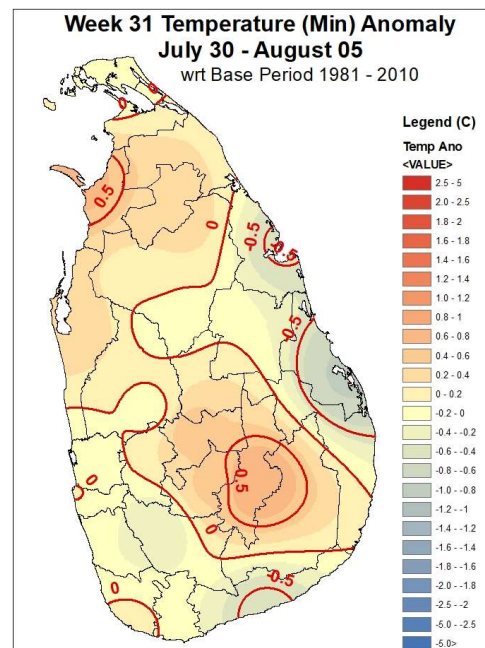 Week 31 Temperature (Min) Anomaly
July 30 - August 05
wrt Base Period 1981 - 2010
Legend (C)
Temp Ano
<VALUE>
2.5 - 5
2.0 - 2.5
1.8 - 2
1.6 - 1.8
1.4 - 1.6
1.2 - 1.4
1.0 - 1.2
0.8 - 1
0.6 - 0.8
0.4 - 0.6
0.2 - 0.4
0 - 0.2
-0.2 - 0
-0.4 - -0.2
-0.6 - -0.4
-0.8 - -0.6
-1.0 - -0.8
-1.2 - -1
-1.4 - -1.2
-1.6 - -1.4
-1.8 - -1.6
-2.0 - -1.8
-2.5 - -2
-5.0 - -2.5
-5.0>
0
0
0.5
0
-0.5
-0.5
-0.5
0
0.5
0
0
-0.5